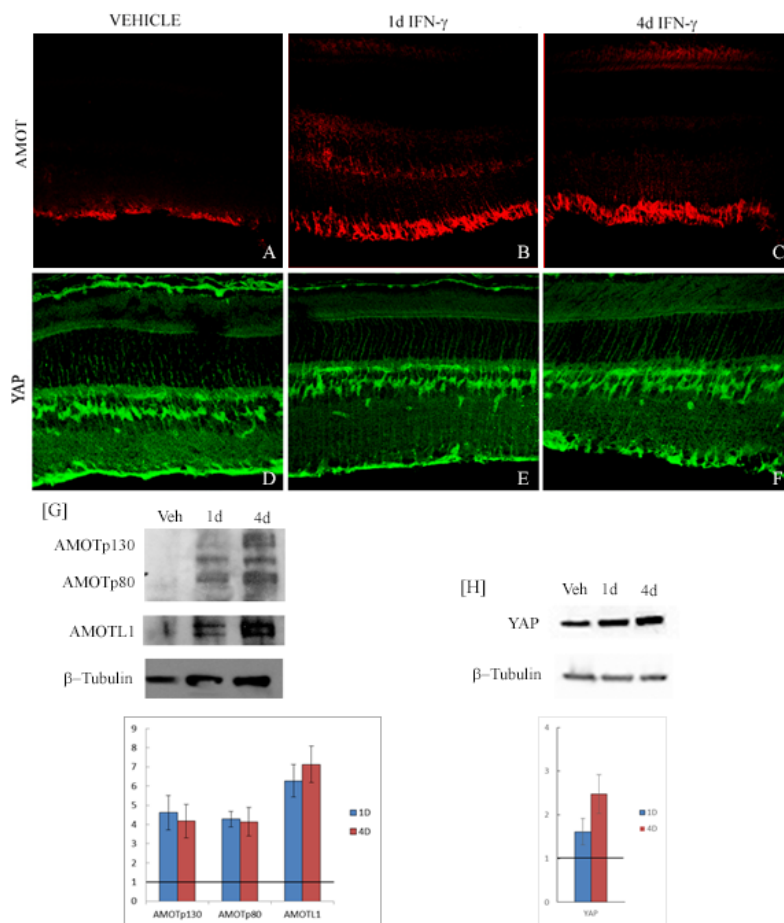 VEHICLE 1d IFN-γ 4d IFN-γ
AMOT
A B C
YAP
D E F
[G]
Veh 1d 4d
AMOTp130
AMOTp80
AMOTL1
β-Tubulin
[H]
Veh 1d 4d
YAP
β-Tubulin
9
8
7
6
5
4
3
2
1
AMOTp130 AMOTp80 AMOTL1
1D
4D
4
3
2
1
0
YAP
1D
4D